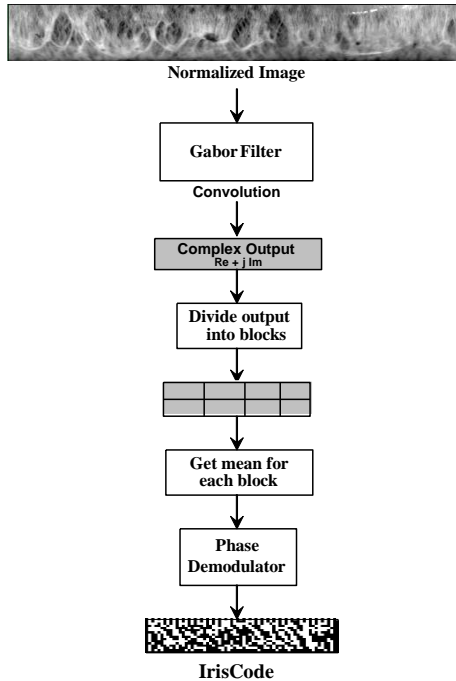 Normalized Image
Gabor Filter
Convolution
Complex Output
Re + j Im
Divide output
into blocks
Get mean for
each block
Phase
Demodulator
IrisCode